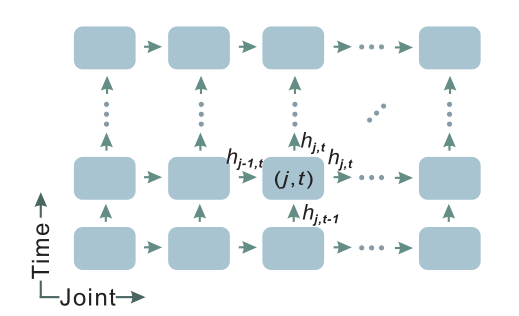 h_{j,t}
h_{j-1,t} h_{j,t}
(j,t)
h_{j,t-1}
Time
Joint